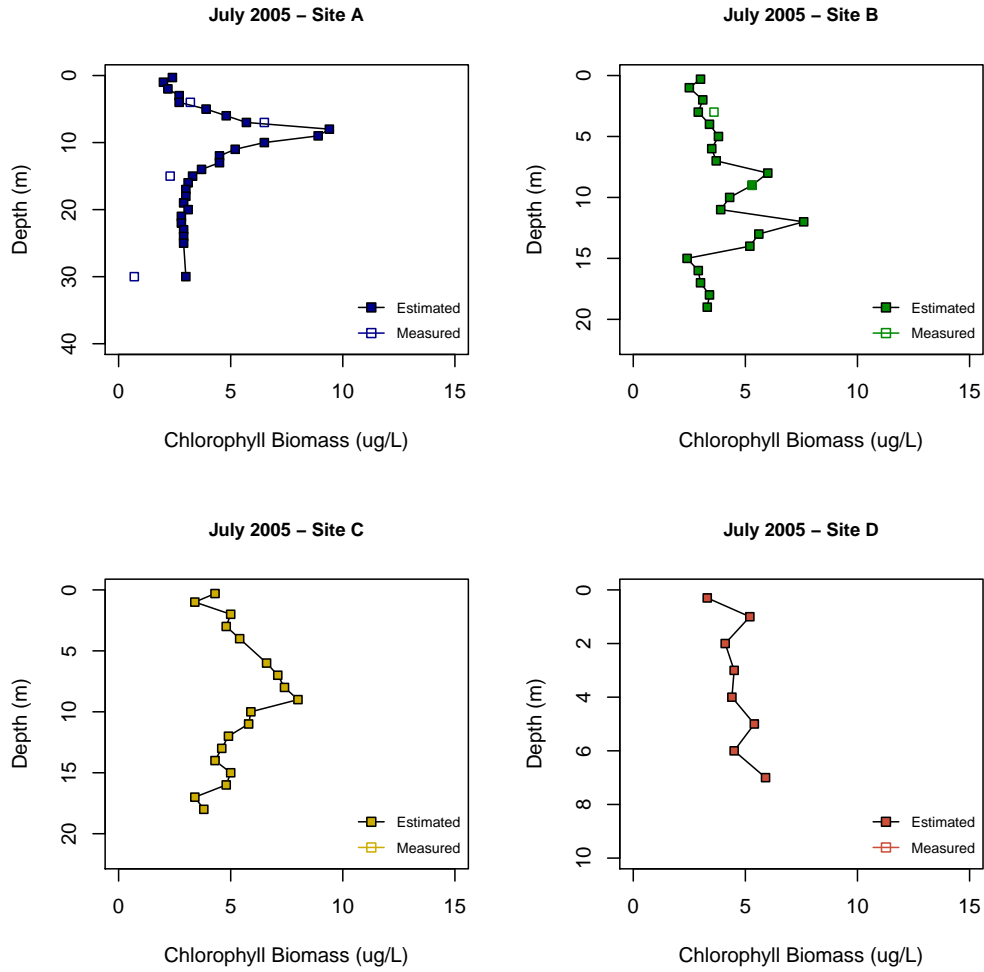 July 2005 – Site A
0
10
20
30
40
Depth (m)
Estimated
Measured
0 5 10 15
Chlorophyll Biomass (ug/L)
July 2005 – Site B
0
5
10
15
20
Depth (m)
Estimated
Measured
0 5 10 15
Chlorophyll Biomass (ug/L)
July 2005 – Site C
0
5
10
15
20
Depth (m)
Estimated
Measured
0 5 10 15
Chlorophyll Biomass (ug/L)
July 2005 – Site D
0
2
4
6
8
10
Depth (m)
Estimated
Measured
0 5 10 15
Chlorophyll Biomass (ug/L)